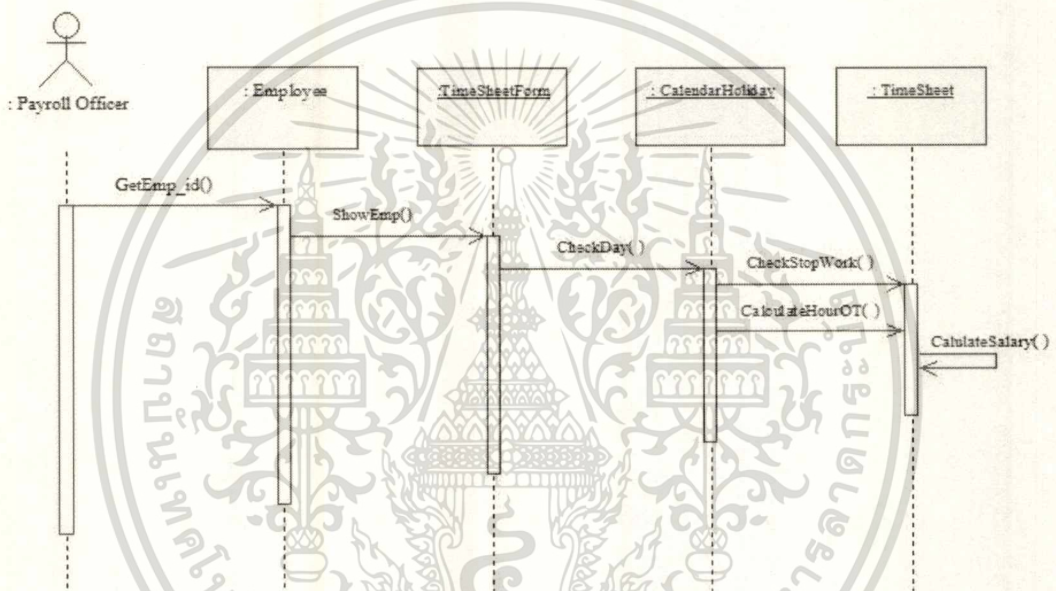 : Payroll Officer
: Employee
:TimeSheetForm
: CalendarHoliday
: TimeSheet
GetEmp_id()
ShowEmp()
CheckDay( )
CheckStopWork( )
CalculateHourOT( )
CalulateSalary( )